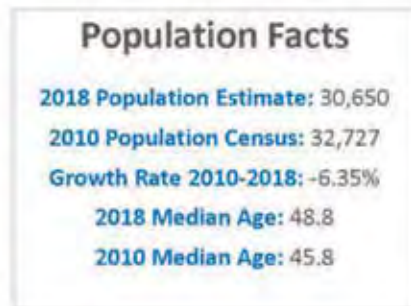 Population Facts
2018 Population Estimate: 30,650
2010 Population Census: 32,727
Growth Rate 2010-2018: -6.35%
2018 Median Age: 48.8
2010 Median Age: 45.8